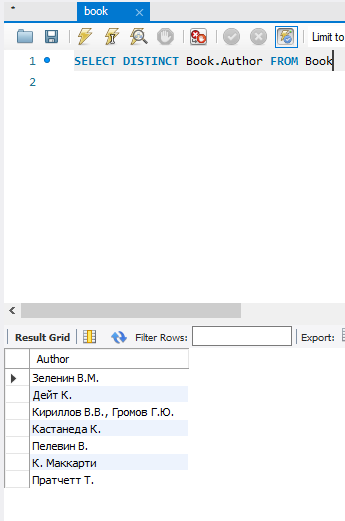 book
Limit to
1 SELECT DISTINCT Book.Author FROM Book
2
Result Grid Filter Rows: Export:
Author
Зеленин В.М.
Дейт К.
Кириллов В.В., Громов Г.Ю.
Кастанеда К.
Пелевин В.
К. Маккарти
Пратчетт Т.